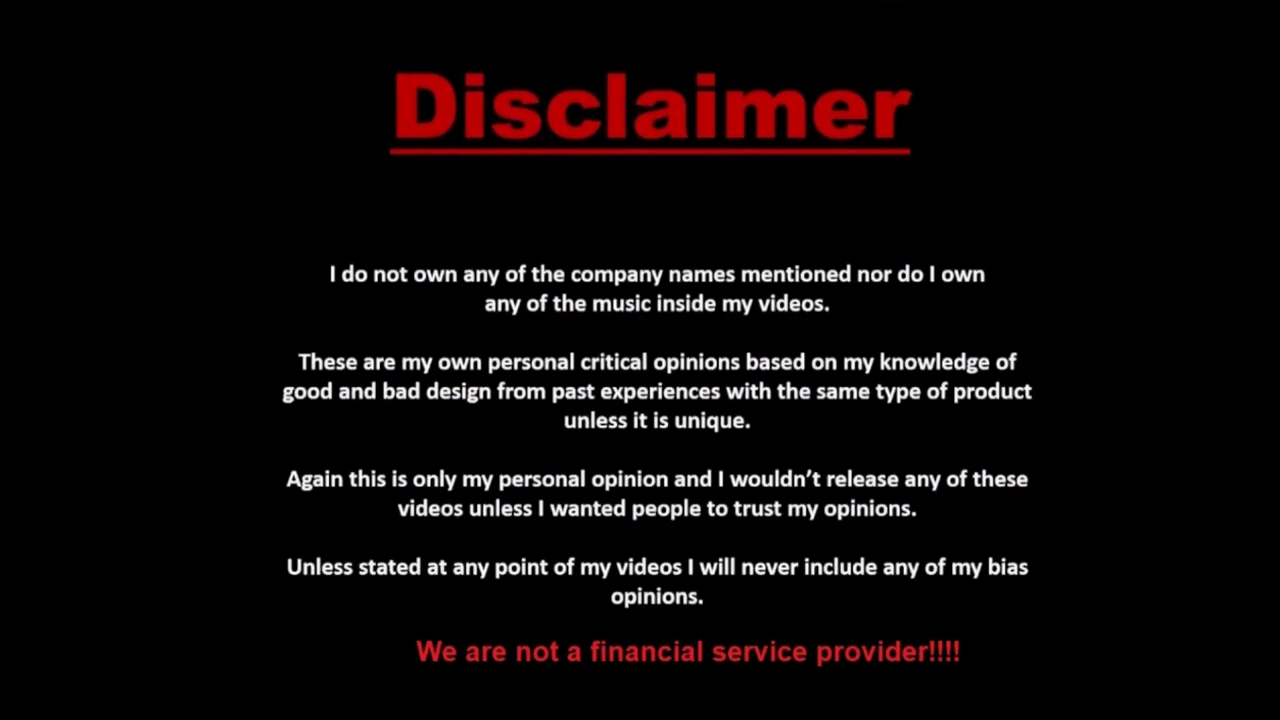 Disclaimer
I do not own any of the company names mentioned nor do I own
any of the music inside my videos.
These are my own personal critical opinions based on my knowledge of
good and bad design from past experiences with the same type of product
unless it is unique.
Again this is only my personal opinion and I wouldn’t release any of these
videos unless I wanted people to trust my opinions.
Unless stated at any point of my videos I will never include any of my bias
opinions.
We are not a financial service provider!!!!